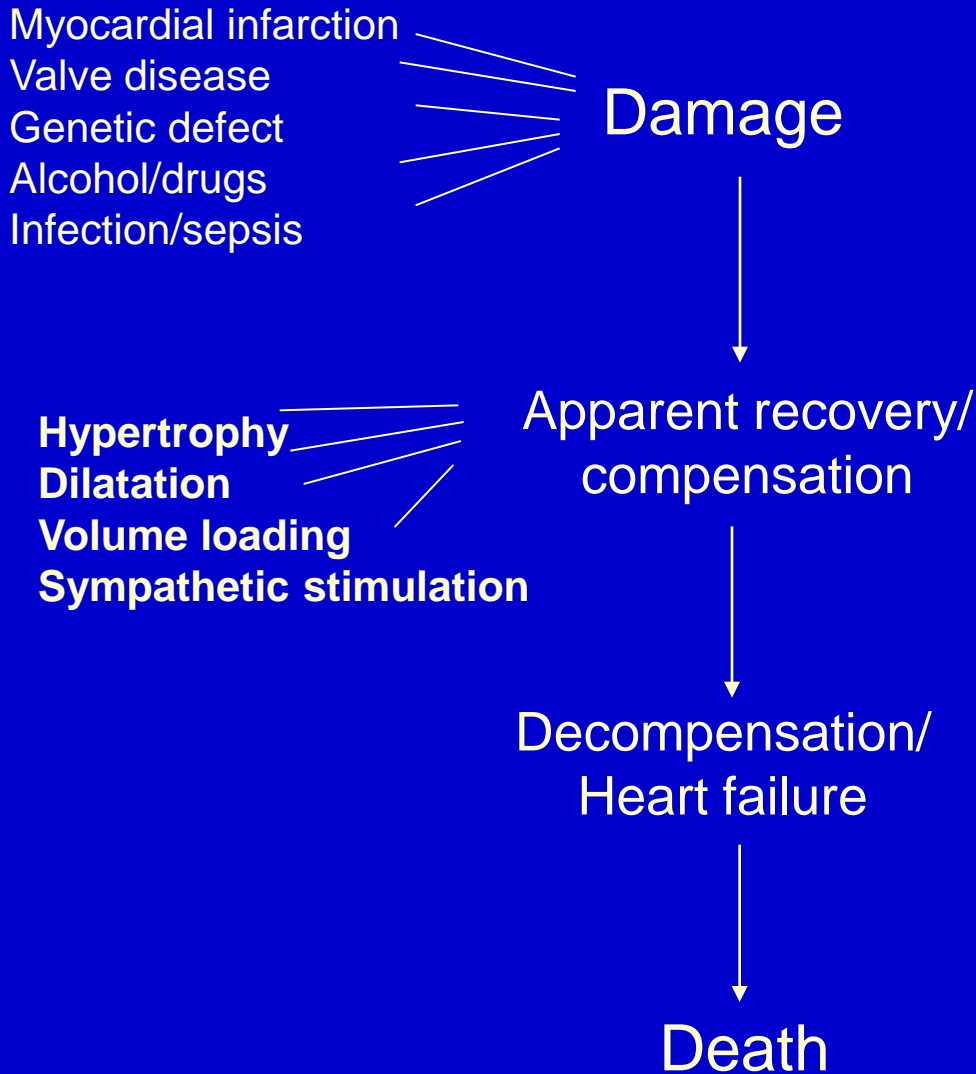 Myocardial infarction
Valve disease
Genetic defect
Alcohol/drugs
Infection/sepsis
Damage
Hypertrophy
Dilatation
Volume loading
Sympathetic stimulation
Apparent recovery/
compensation
Decompensation/
Heart failure
Death